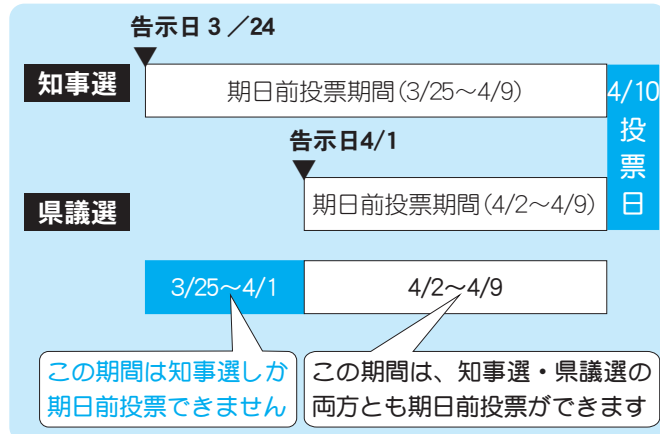 告示日 3 ／24
知事選
期日前投票期間(3/25～4/9)
4/10
投票日
告示日4/1
県議選
期日前投票期間(4/2～4/9)
3/25～4/1
4/2～4/9
この期間は知事選しか
期日前投票できません
この期間は、知事選・県議選の
両方とも期日前投票ができます